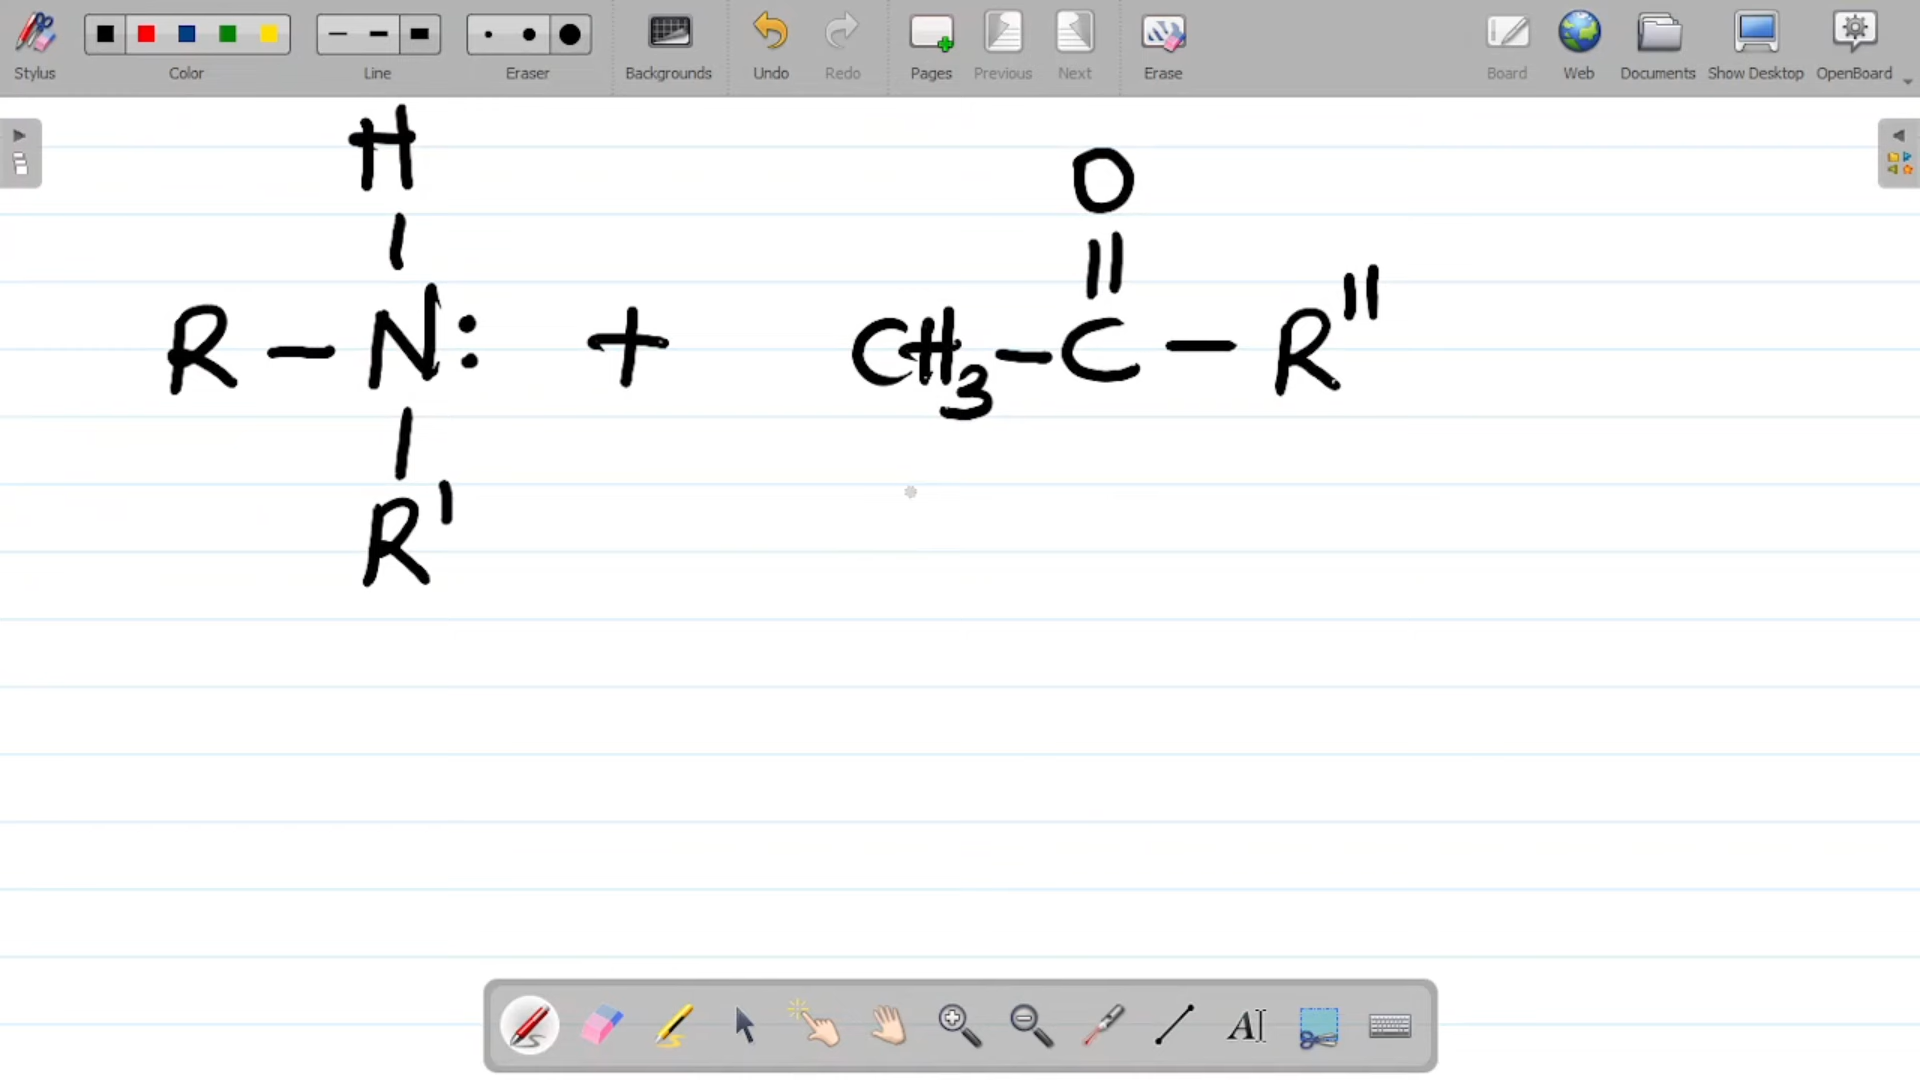 Stylus Color Line Eraser Backgrounds Undo Redo Pages Previous Next Erase Board Web Documents Show Desktop OpenBoard
H
O
||
R – N: + CH₃ – C – R"
R'